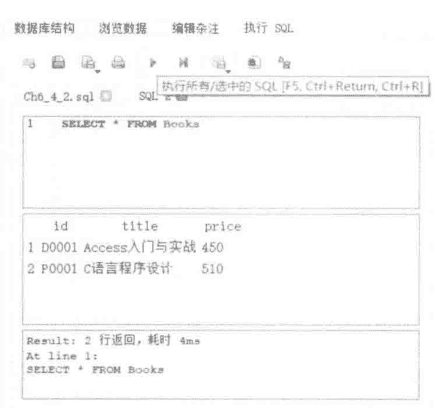 数据库结构 浏览数据 编辑杂注 执行 SQL
执行所有/选中的 SQL [F5, Ctrl+Return, Ctrl+R]
Ch6_4_2.sql SQL
1 SELECT * FROM Books
id title price
1 D0001 Access入门与实战 450
2 P0001 C语言程序设计 510
Result: 2 行返回，耗时 4ms
At line 1:
SELECT * FROM Books